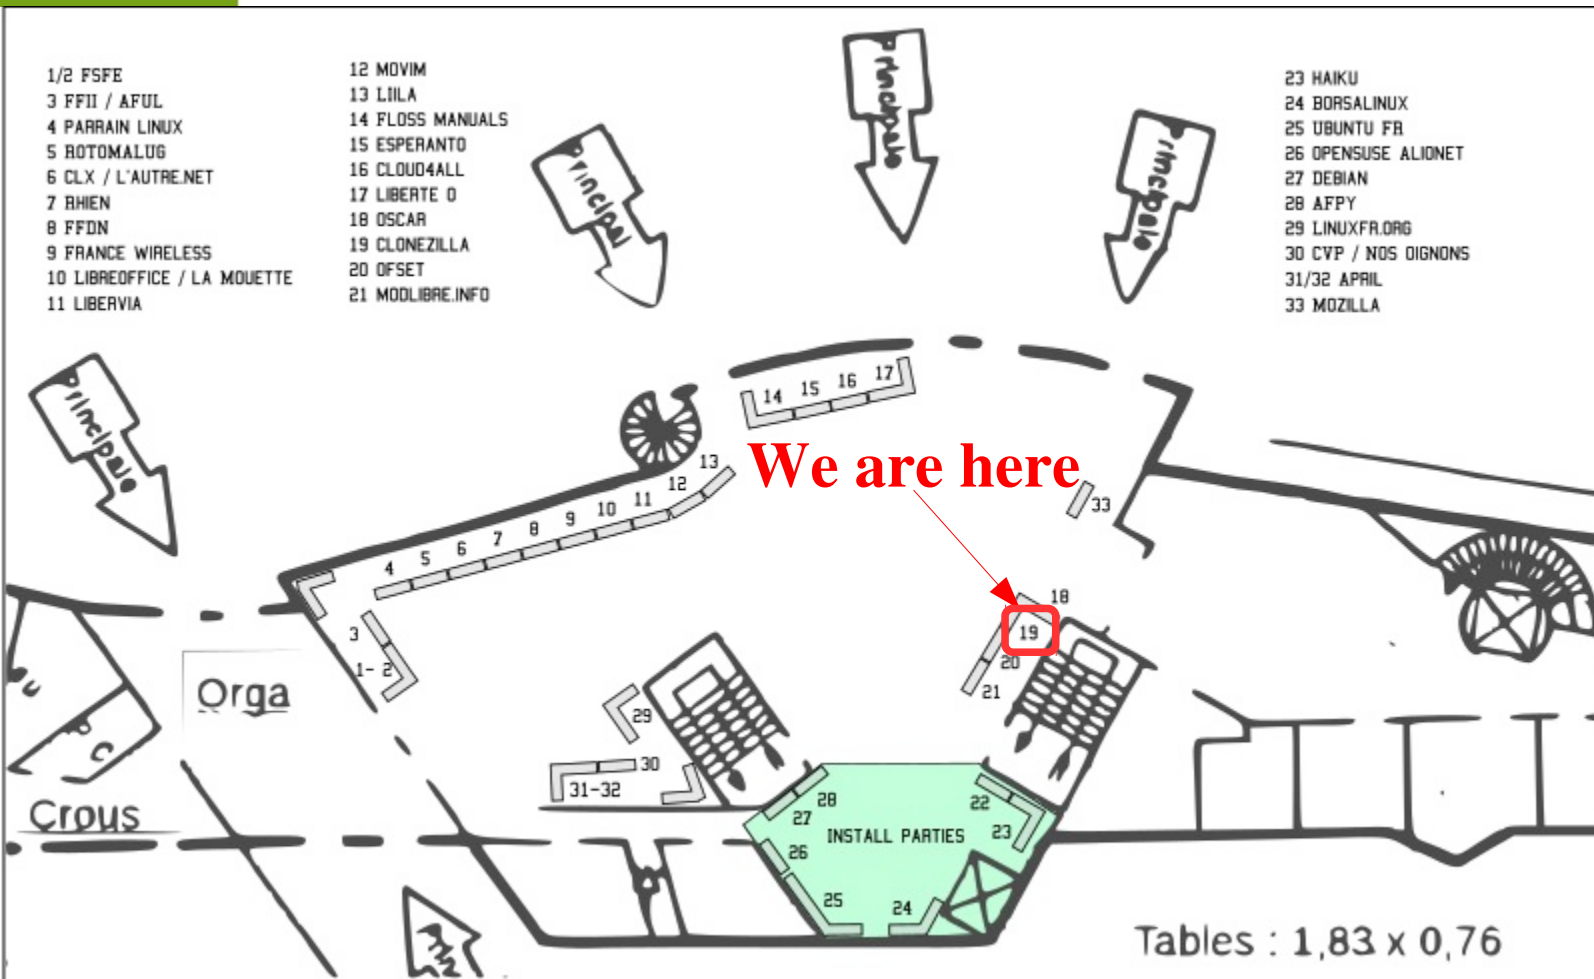 1/2 FSFE
3 FFII / AFUL
4 PARRAIN LINUX
5 ROTOMALUG
6 CLX / L'AUTRE.NET
7 RHIEN
8 FFDN
9 FRANCE WIRELESS
10 LIBREOFFICE / LA MOUETTE
11 LIBERVIA
12 MOVIM
13 LIILA
14 FLOSS MANUALS
15 ESPERANTO
16 CLOUD4ALL
17 LIBERTE 0
18 OSCAR
19 CLONEZILLA
20 OFSET
21 MODLIBRE.INFO
23 HAIKU
24 BORSALINUX
25 UBUNTU FR
26 OPENSUSE ALIONET
27 DEBIAN
28 AFPY
29 LINUXFR.ORG
30 CVP / NOS OIGNONS
31/32 APRIL
33 MOZILLA
Principal
Principale
Principale
Principale
14 15 16 17
We are here
13
12
11
10
9
8
7
6
5
4
33
18
19
20
21
3
1- 2
Orga
29
30
31-32
Crous
28
27
26
25
24
22
23
INSTALL PARTIES
Tables : 1,83 x 0,76